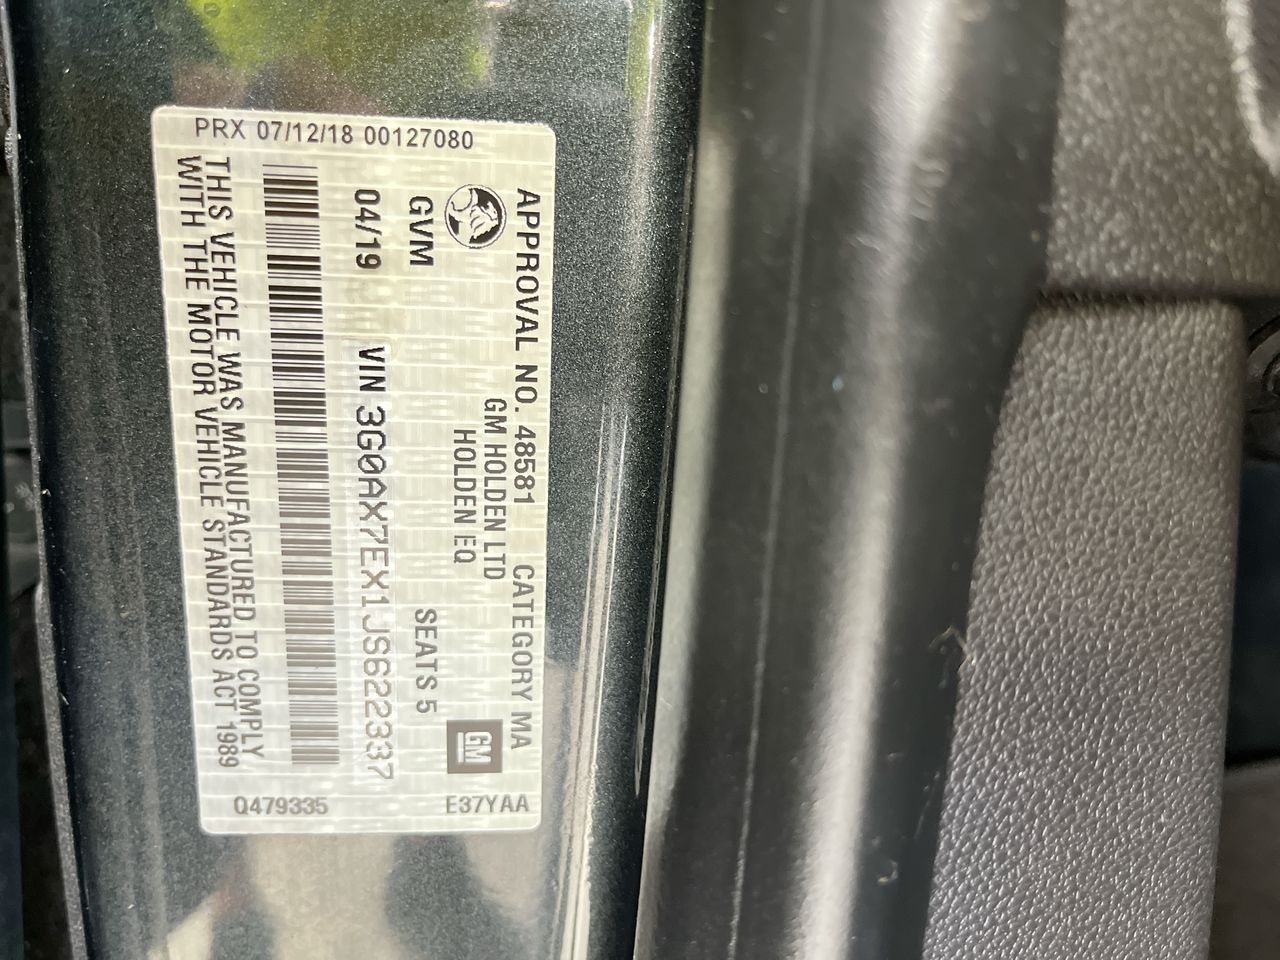 APPROVAL NO. 48581 CATEGORY MA
GM HOLDEN LTD
HOLDEN EQ
GM
GVM SEATS 5
04/19 VIN 3G0AX7EX1JS622337
THIS VEHICLE WAS MANUFACTURED TO COMPLY
WITH THE MOTOR VEHICLE STANDARDS ACT 1989
PRX 07/12/18 00127080
Q479335 E37YAA